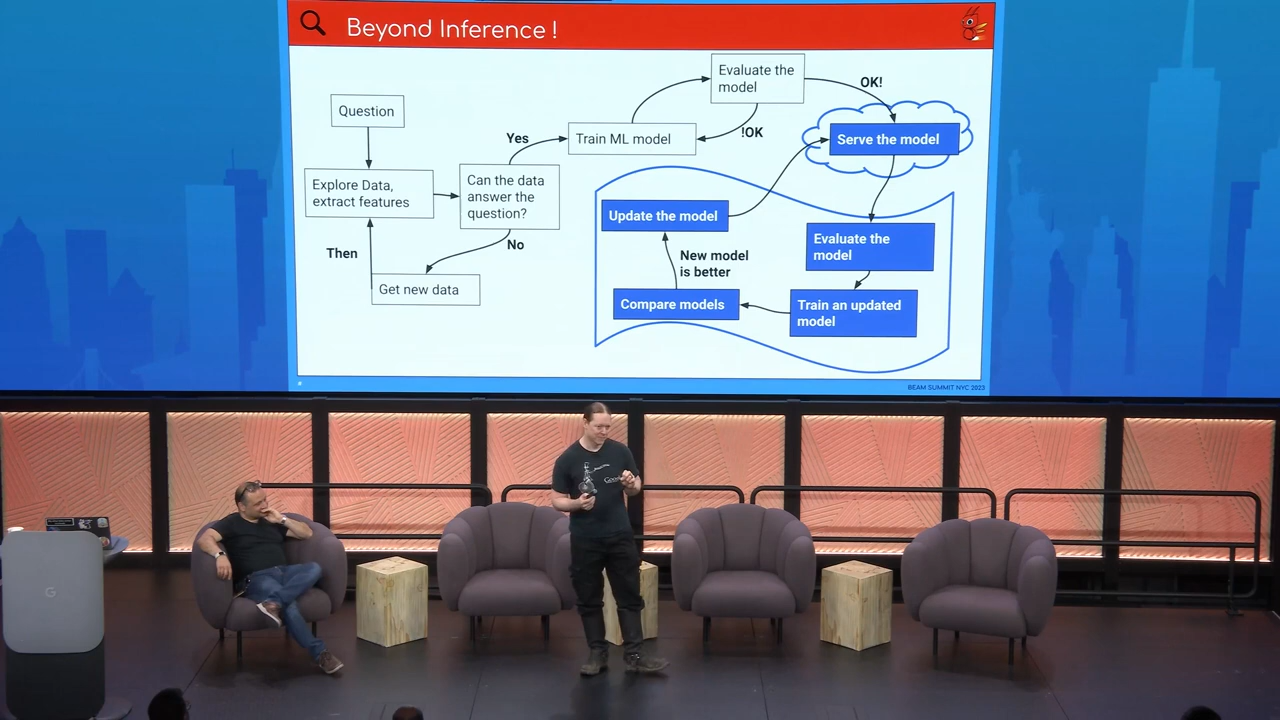 Beyond Inference !
Question
Explore Data,
extract features
Can the data
answer the
question?
Yes
No
Then
Get new data
Train ML model
Evaluate the
model
!OK
OK!
Serve the model
Evaluate the
model
Train an updated
model
Compare models
New model
is better
Update the model
BEAM SUMMIT NYC 2023
G